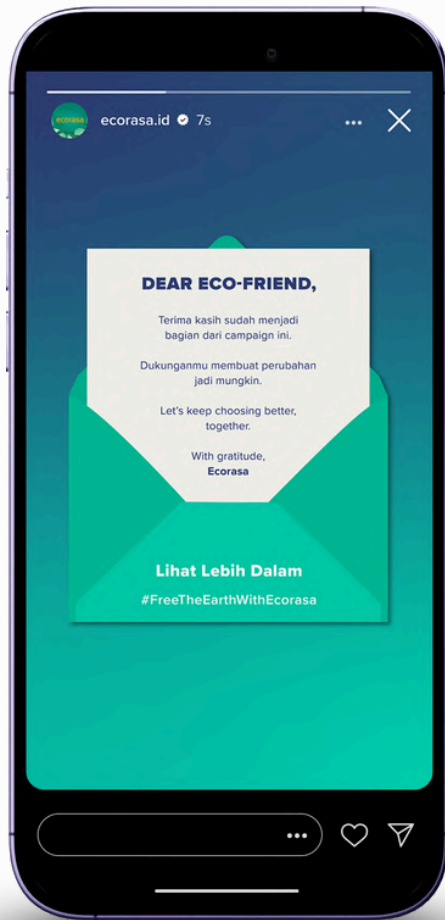 ecorasa
ecorasa.id 7s
DEAR ECO-FRIEND,
Terima kasih sudah menjadi
bagian dari campaign ini.
Dukunganmu membuat perubahan
jadi mungkin.
Let's keep choosing better,
together.
With gratitude,
Ecorasa
Lihat Lebih Dalam
#FreeTheEarthWithEcorasa